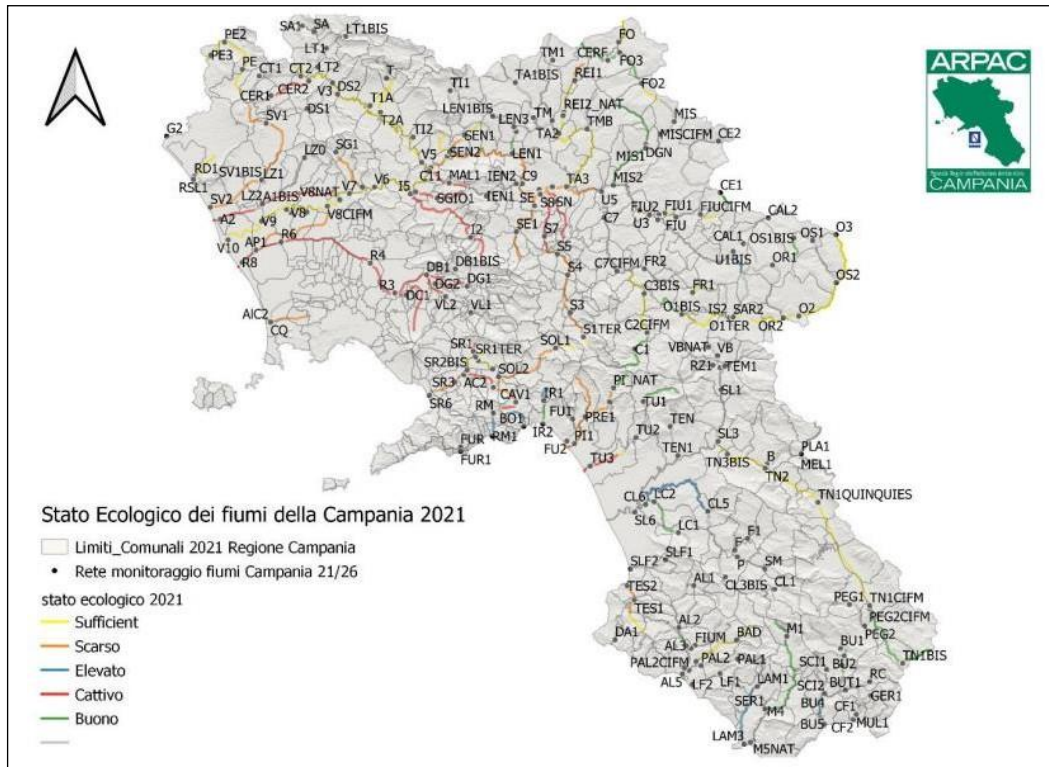 PE2
SA1
SA
LT1BIS
FO
PE3
PE
LT1
TM1
CERF
FO3
CT1
CT2
LT2
T
TI1
TA1BIS
REI1
FO2
CER1
CER2
V3
DS2
T1A
LEN1BIS
LEN3
TM
REI2_NAT
MIS
G2
SV1
DS1
T2A
TI2
SEN1
TA2
TMB
MISCIFM
CE2
RD1
SV1BIS
LZ0
SG1
V5
SEN2
LEN1
MIS1
DGN
RSL1
LZ1
V8NA1
V7
V6
I5
C11
MAL1
IEN2
C9
TA3
MIS2
CE1
SV2
LZ2
A1BIS
SGIO1
IEN1
SE
S8SN
U5
FIU2
FIU1
FIUCIFM
A2
V9
V8
V8CIFM
C7
U3
FIU
CAL2
V10
AP1
R6
I2
SE1
S7
S5
CAL1
OS1BIS
OS1
O3
R8
R4
DB1
DB1BIS
S4
C7CIFM
FR2
U1BIS
OR1
OS2
R3
DC1
DG2
DG1
C3BIS
FR1
AIC2
VL2
VL1
S3
O1BIS
IS2
SAR2
O2
CQ
S1TER
C2CIFM
O1TER
OR2
SR1
SR1TER
SOL1
C1
VBNAT
VB
SR2BIS
SOL2
RZ1
TEM1
SR3
AC2
PI_NAT
SR6
CAV1
IR1
TU1
SL1
RM
BO1
FU1
PRE1
TEN
FUR
RM1
IR2
PI1
TU2
SL3
FUR1
FU2
TEN1
TN3BIS
B
PLA1
TU3
TN2
MEL1
CL6
LC2
CL5
TN1QUINQUIES
SL6
LC1
F1
SLF2
SLF1
F
P
SM
TES2
AL1
CL3BIS
CL1
TES1
PEG1
TN1CIFM
DA1
AL2
BAD
M1
PEG2CIFM
AL3
FIUM
BU1
PEG2
PAL2CIFM
PAL2
PAL1
SCI1
BU2
TN1BIS
AL5
LF2
LF1
LAM1
SCI2
BUT1
RC
SER1
M4
BU4
CF1
GER1
LAM3
M5NAT
BU5
CF2
MUL1
ARPAC
CAMPANIA
Stato Ecologico dei fiumi della Campania 2021
Limiti_Comunali 2021 Regione Campania
Rete monitoraggio fiumi Campania 21/26
stato ecologico 2021
Sufficient
Scarso
Elevato
Cattivo
Buono